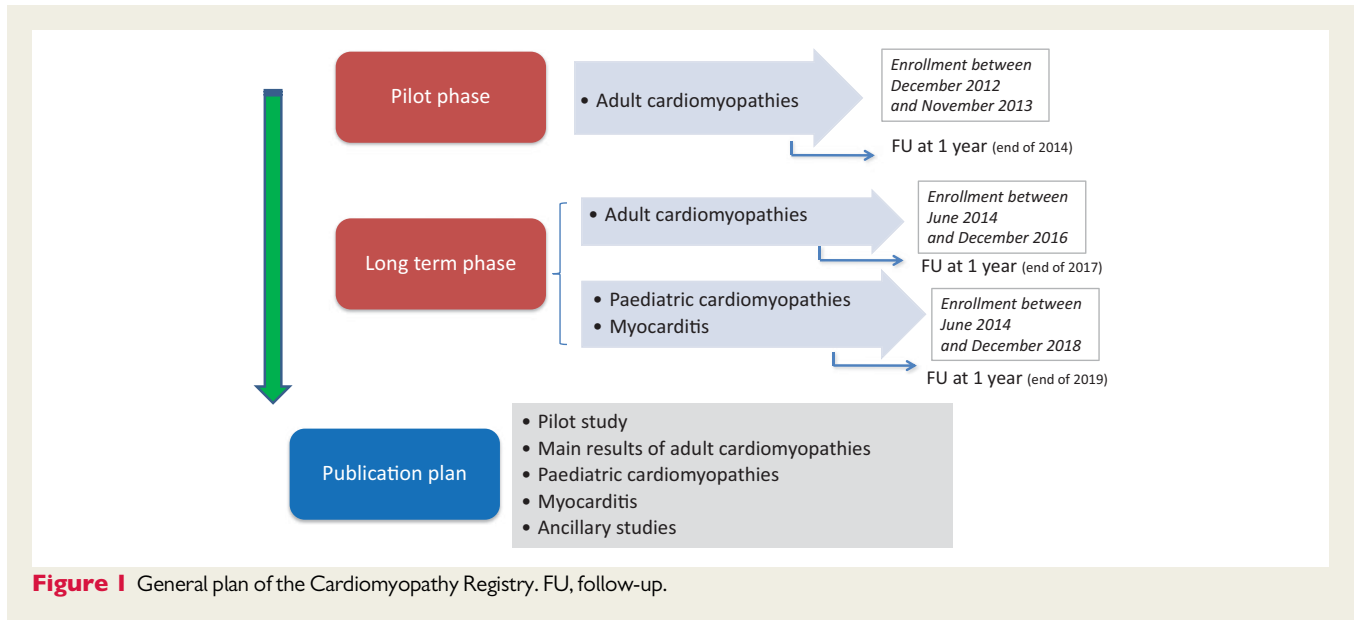 Pilot phase
• Adult cardiomyopathies
Enrollment between
December 2012
and November 2013
FU at 1 year (end of 2014)
Long term phase
• Adult cardiomyopathies
Enrollment between
June 2014
and December 2016
FU at 1 year (end of 2017)
• Paediatric cardiomyopathies
• Myocarditis
Enrollment between
June 2014
and December 2018
FU at 1 year (end of 2019)
Publication plan
• Pilot study
• Main results of adult cardiomyopathies
• Paediatric cardiomyopathies
• Myocarditis
• Ancillary studies
Figure 1 General plan of the Cardiomyopathy Registry. FU, follow-up.